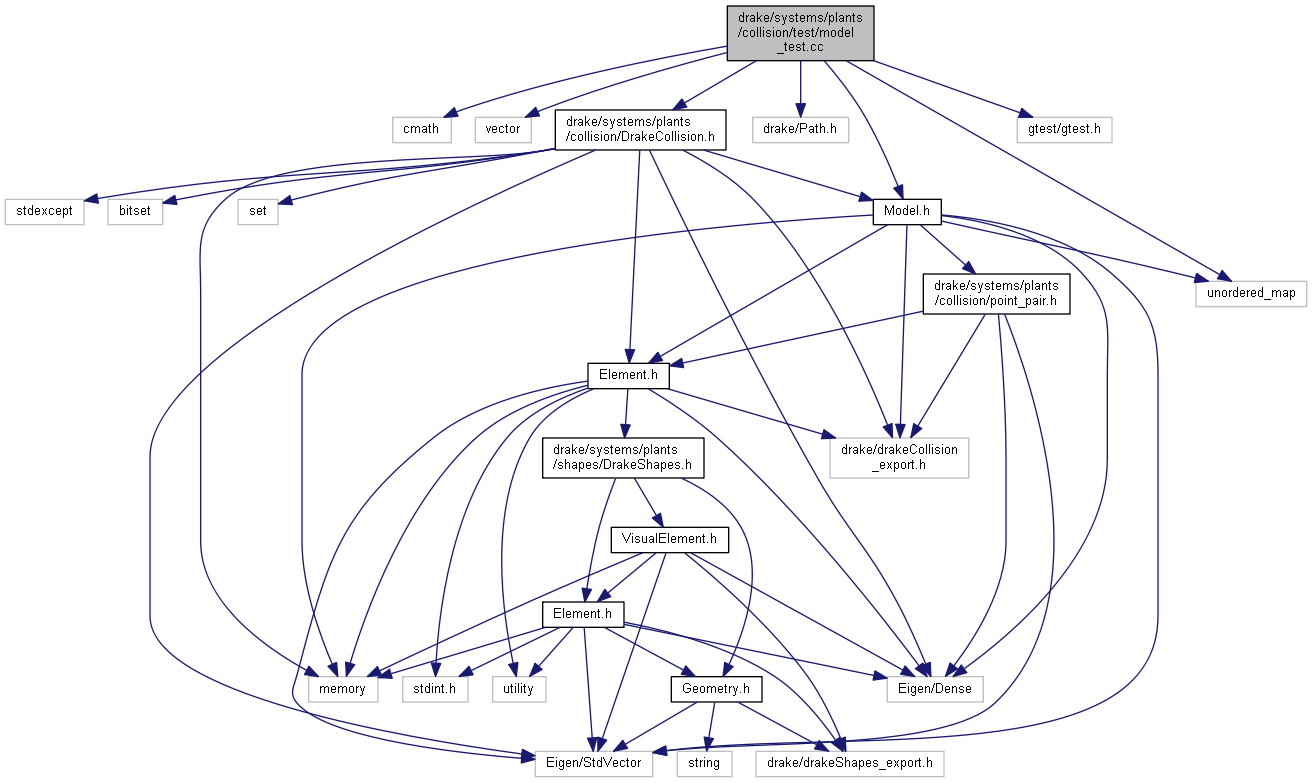 drake/systems/plants
/collision/test/model
_test.cc
cmath
vector
drake/systems/plants
/collision/DrakeCollision.h
drake/Path.h
gtest/gtest.h
stdexcept
bitset
set
Model.h
drake/systems/plants
/collision/point_pair.h
unordered_map
Element.h
drake/systems/plants
/shapes/DrakeShapes.h
drake/drakeCollision
_export.h
VisualElement.h
Element.h
memory
stdint.h
utility
Geometry.h
Eigen/Dense
Eigen/StdVector
string
drake/drakeShapes_export.h